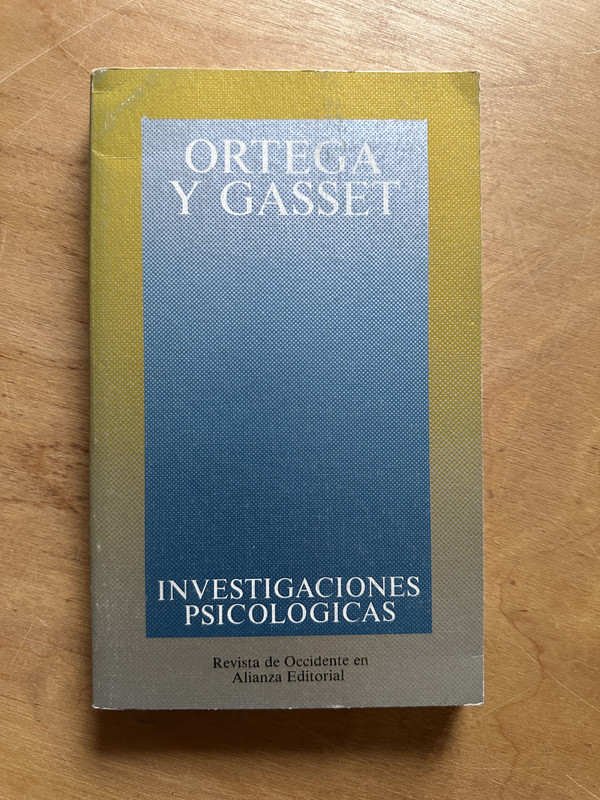 ORTEGA
Y GASSET
INVESTIGACIONES
PSICOLOGICAS
Revista de Occidente en
Alianza Editorial